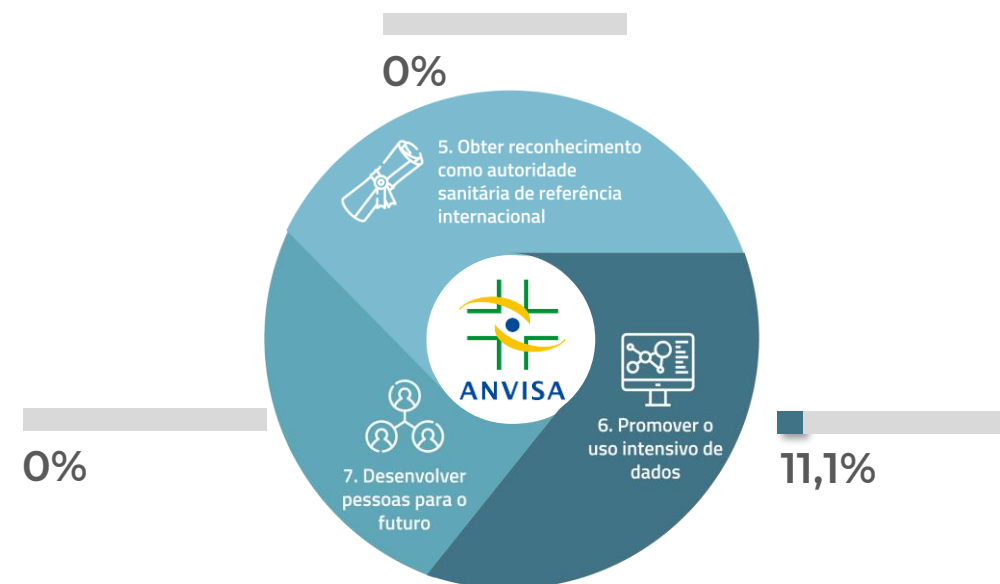 0%
5. Obter reconhecimento
como autoridade
sanitária de referência
internacional
ANVISA
6. Promover o
uso intensivo de
dados
11,1%
0%
7. Desenvolver
pessoas para o
futuro